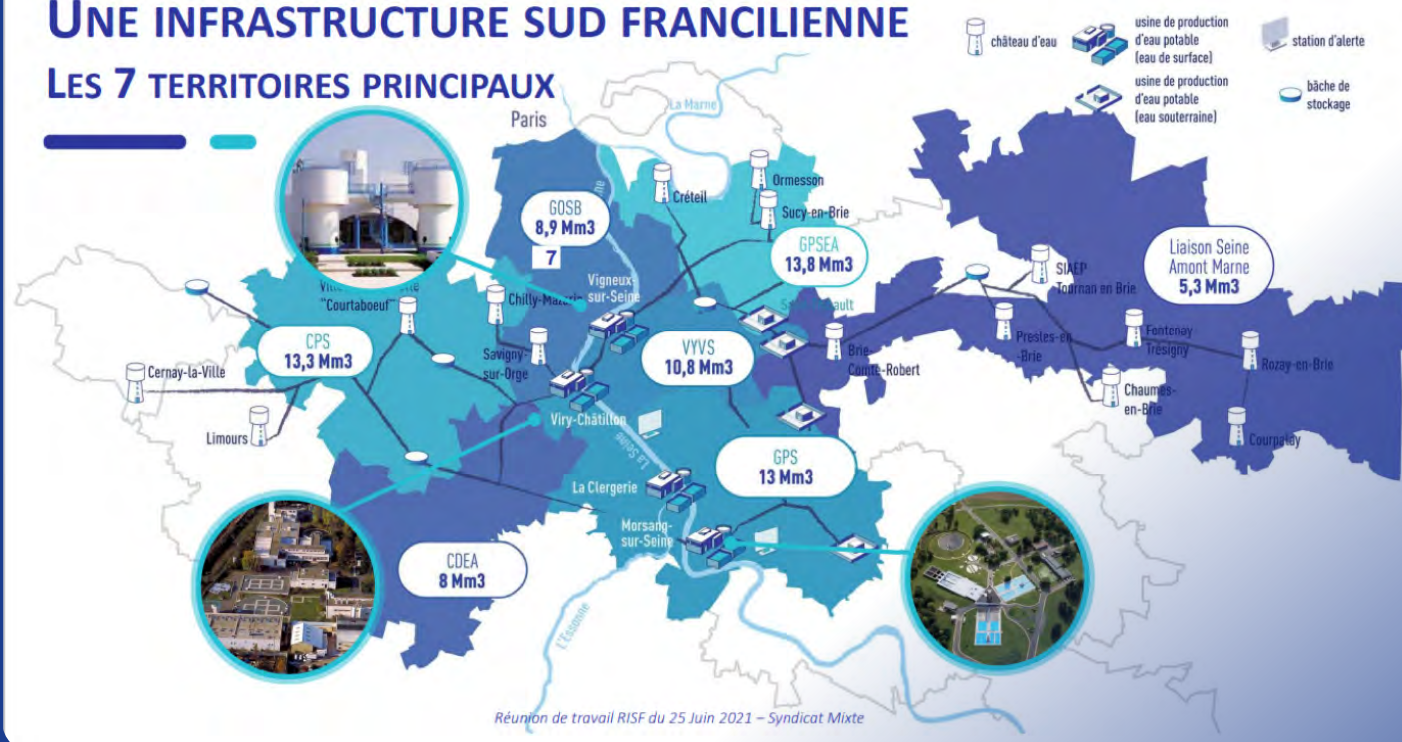 UNE INFRASTRUCTURE SUD FRANCILIENNE
LES 7 TERRITOIRES PRINCIPAUX
château d'eau
usine de production
d'eau potable
(eau de surface)
station d'alerte
usine de production
d'eau potable
(eau souterraine)
bâche de
stockage
Paris
La Marne
Créteil
Ormesson
Sucy-en-Brie
GOSB
8,9 Mm3
7
GPSEA
13,8 Mm3
Liaison Seine
Amont Marne
5,3 Mm3
SIAEP
Tournan en Brie
Vigneux-
sur-Seine
"Courtaboeuf"
Chilly-
CPS
13,3 Mm3
Savigny-
sur-Orge
VYVS
10,8 Mm3
Brie-
Comte-Robert
Presles-en
-Brie
Fontenay
Trésigny
Rozay-en-Brie
Cernay-la-Ville
Chaumes-
en-Brie
Limours
Viry-Châtillon
La Seine
Courpalay
GPS
13 Mm3
La Clergerie
Morsang-
sur-Seine
CDEA
8 Mm3
L'Essonne
Réunion de travail RISF du 25 Juin 2021 – Syndicat Mixte